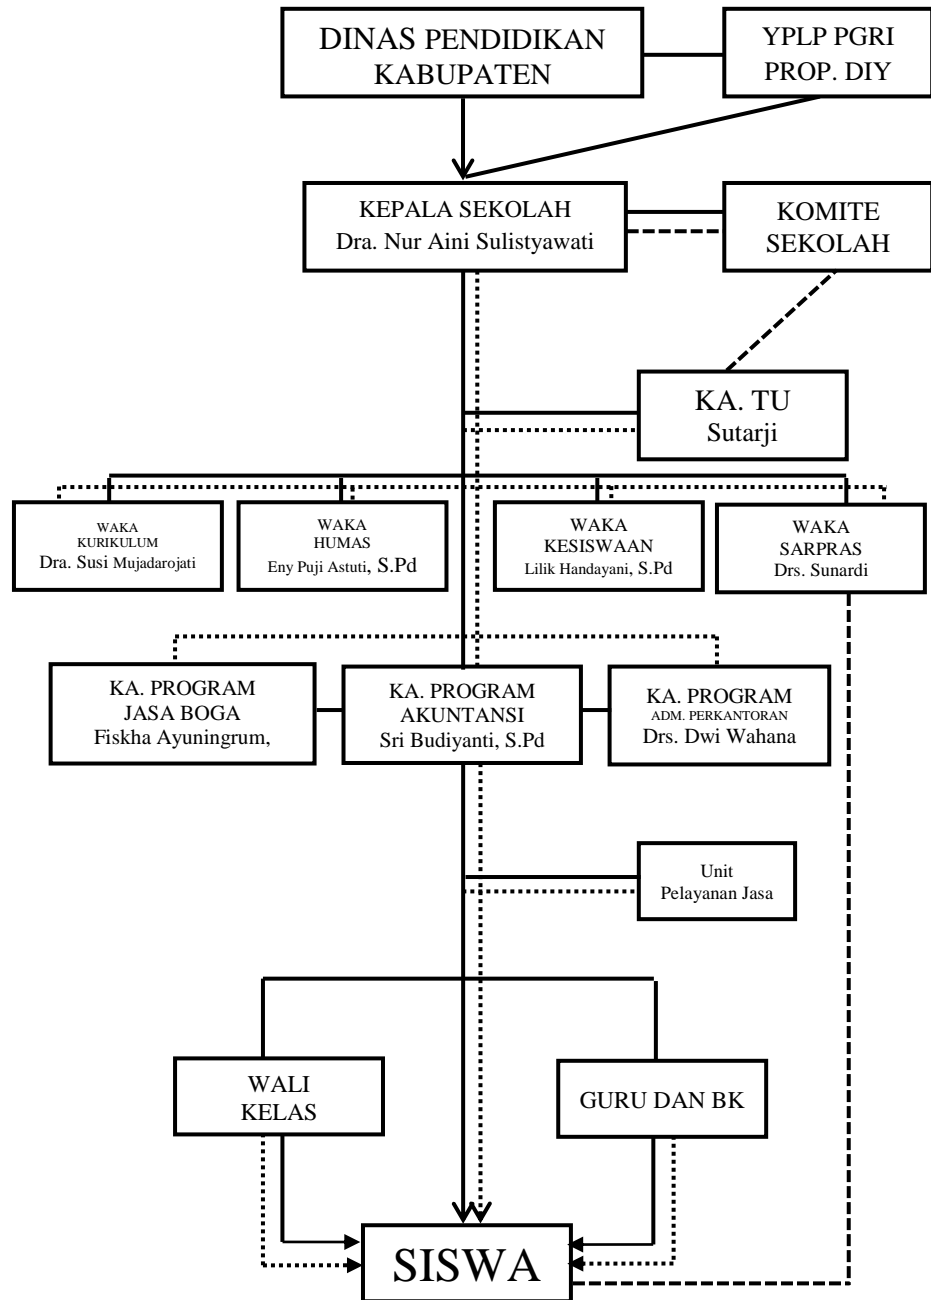 DINAS PENDIDIKAN
KABUPATEN
YPLP PGRI
PROP. DIY
KEPALA SEKOLAH
Dra. Nur Aini Sulistyawati
KOMITE
SEKOLAH
KA. TU
Sutarji
WAKA
KURIKULUM
Dra. Susi Mujadarojati
WAKA
HUMAS
Eny Puji Astuti, S.Pd
WAKA
KESISWAAN
Lilik Handayani, S.Pd
WAKA
SARPRAS
Drs. Sunardi
KA. PROGRAM
JASA BOGA
Fiskha Ayuningrum,
KA. PROGRAM
AKUNTANSI
Sri Budiyanti, S.Pd
KA. PROGRAM
ADM. PERKANTORAN
Drs. Dwi Wahana
Unit
Pelayanan Jasa
WALI
KELAS
GURU DAN BK
SISWA